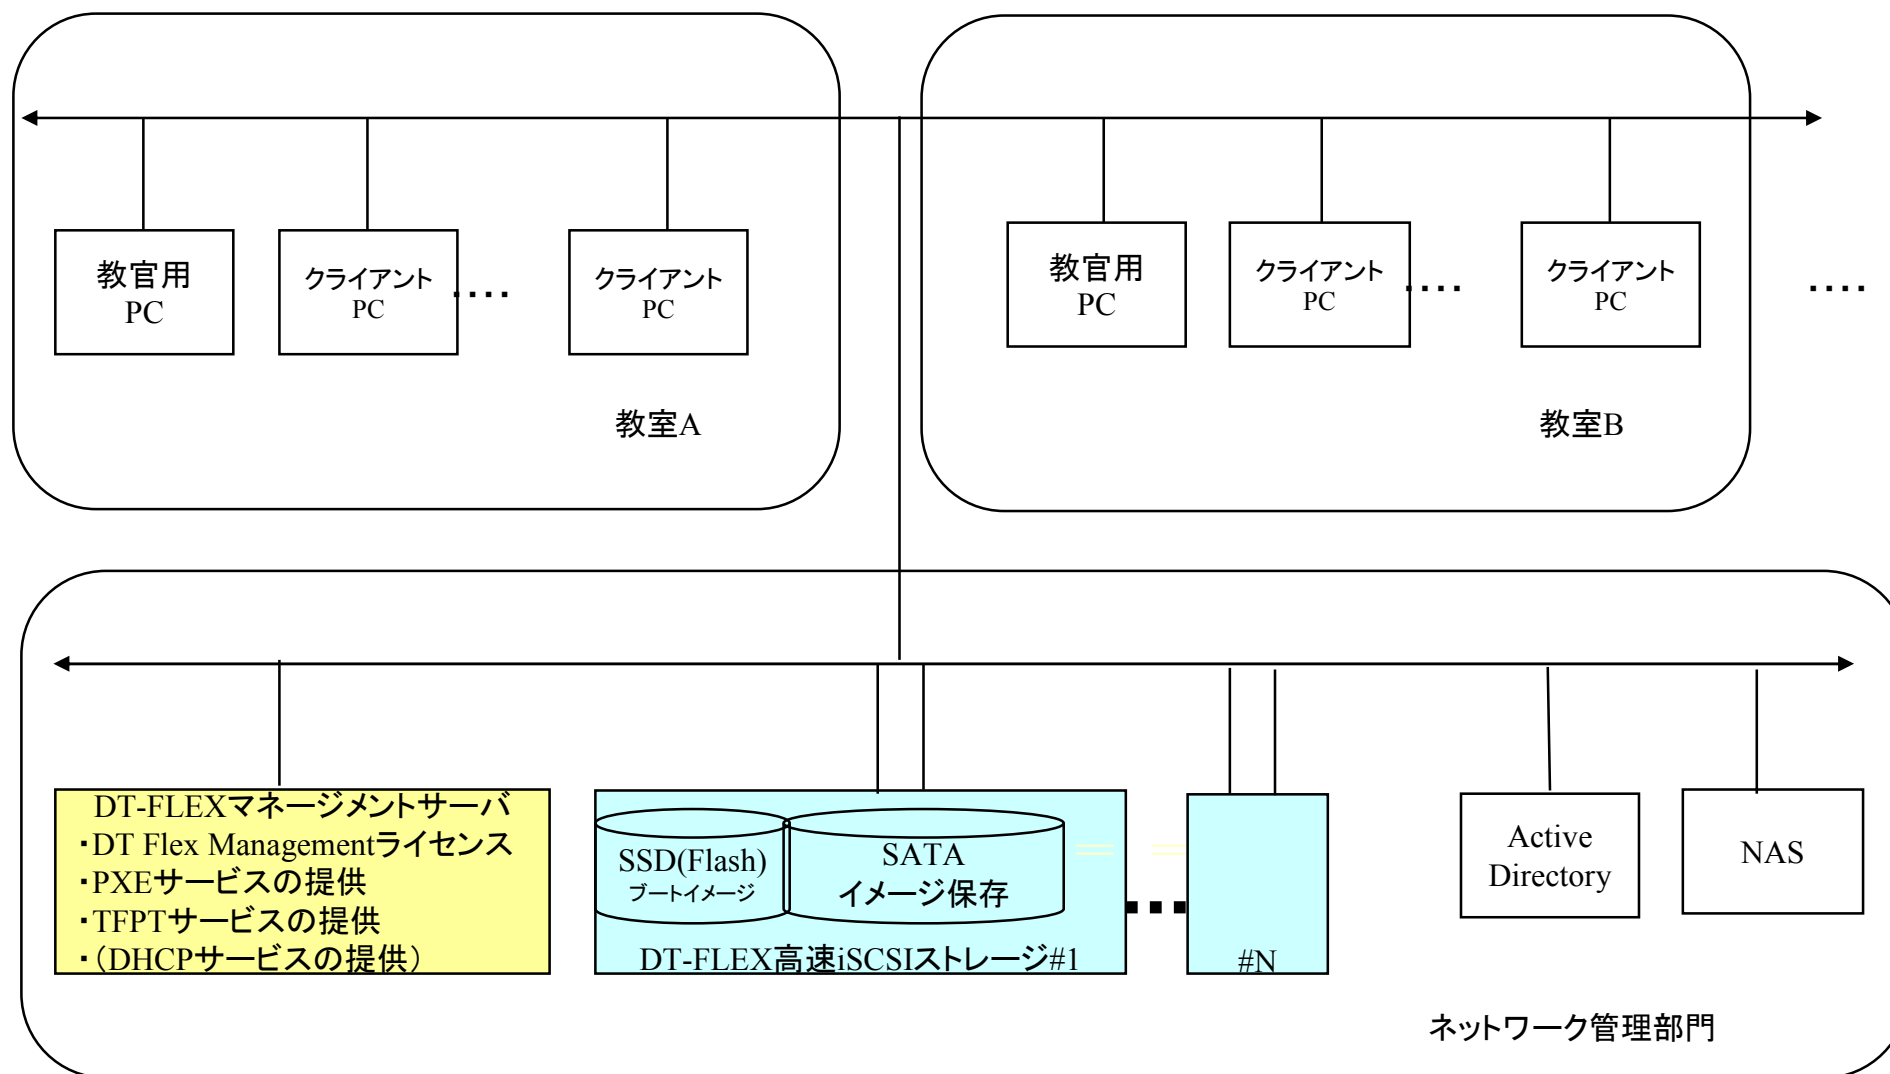 教官用
PC
クライアント
PC
････
クライアント
PC
教室A
教官用
PC
クライアント
PC
････
クライアント
PC
････
教室B
DT-FLEXマネージメントサーバ
・DT Flex Managementライセンス
・PXEサービスの提供
・TFPTサービスの提供
・（DHCPサービスの提供）
SSD(Flash)
ブートイメージ
SATA
イメージ保存
DT-FLEX高速iSCSIストレージ#1
#N
Active
Directory
NAS
ネットワーク管理部門